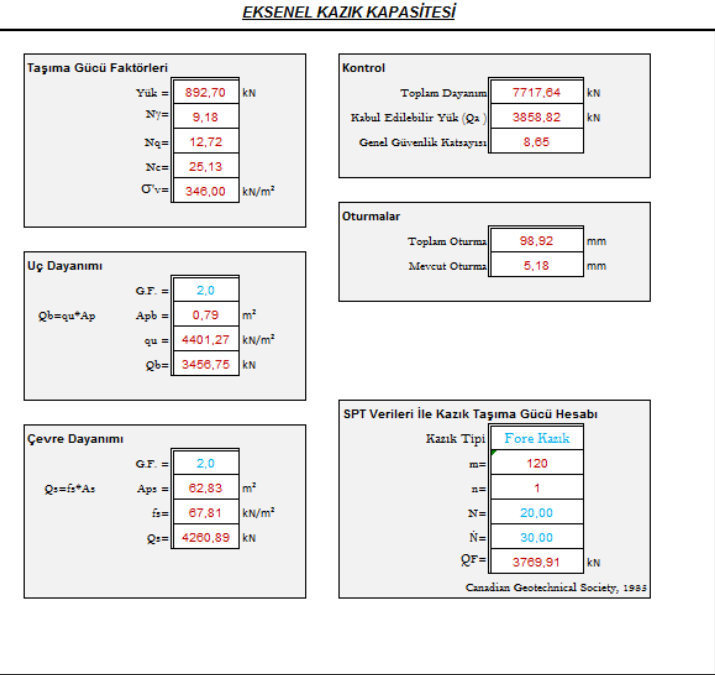 EKSENEL KAZIK KAPASİTESİ
Taşıma Gücü Faktörleri
Yük = 892,70 kN
Nγ= 9,18
Nq= 12,72
Nc= 25,13
σ'v= 346,00 kN/m²
Uç Dayanımı
G.F. = 2,0
Qb=qu*Ap Apb = 0,79 m²
qu = 4401,27 kN/m²
Qb= 3456,75 kN
Çevre Dayanımı
G.F. = 2,0
Qs=fs*As Aps = 62,83 m²
fs= 67,81 kN/m²
Qs= 4260,89 kN
Kontrol
Toplam Dayanım 7717,64 kN
Kabul Edilebilir Yük (Qa ) 3858,82 kN
Genel Güvenlik Katsayısı 8,65
Oturmalar
Toplam Oturma 98,92 mm
Mevcut Oturma 5,18 mm
SPT Verileri İle Kazık Taşıma Gücü Hesabı
Kazık Tipi Fore Kazık
m= 120
n= 1
N= 20,00
Ň= 30,00
QF= 3769,91 kN
Canadian Geotechnical Society, 1985